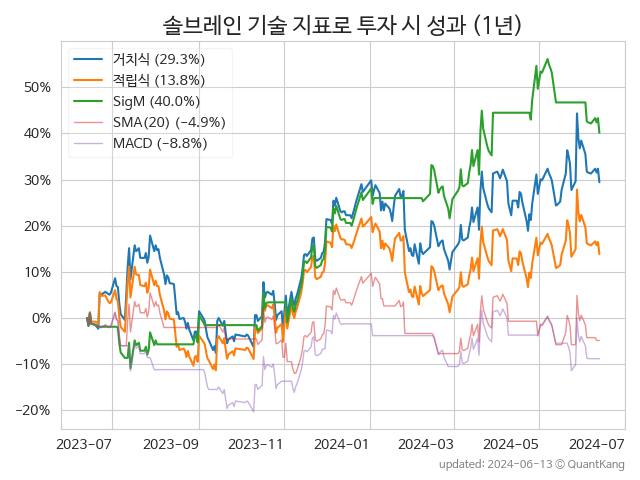 솔브레인 기술 지표로 투자 시 성과 (1년)
거치식 (29.3%)
적립식 (13.8%)
SigM (40.0%)
SMA(20) (−4.9%)
MACD (−8.8%)
50%
40%
30%
20%
10%
0%
−10%
−20%
2023-07 2023-09 2023-11 2024-01 2024-03 2024-05 2024-07
updated: 2024-06-13 ⓒ QuantKang